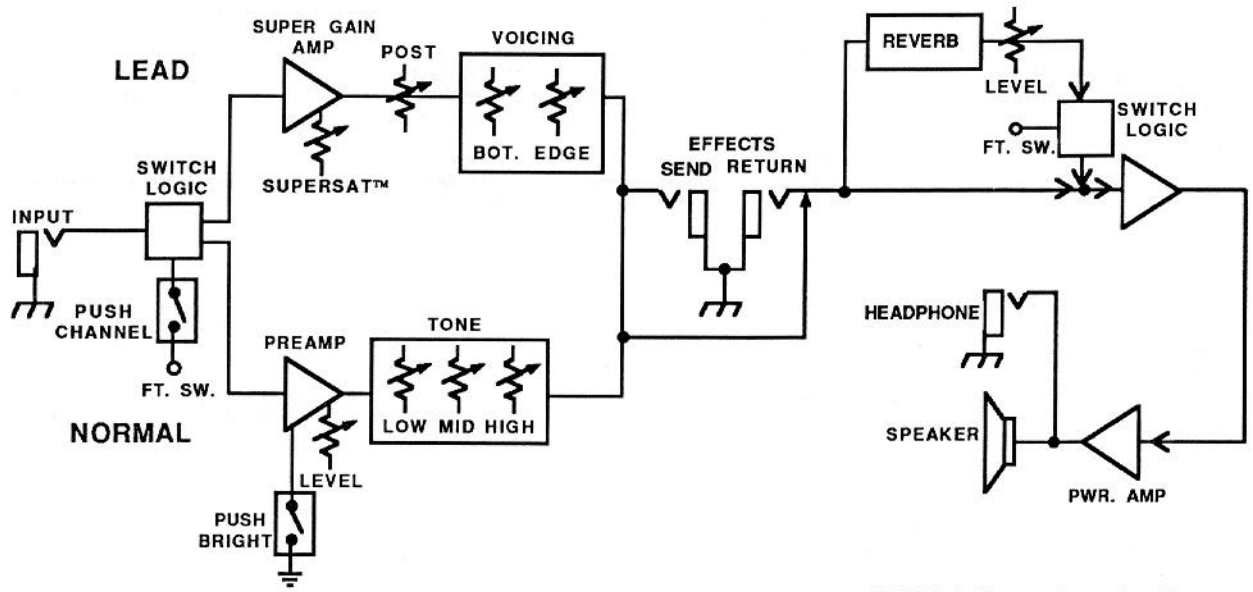 SUPER GAIN
AMP
POST
VOICING
REVERB
LEVEL
LEAD
SWITCH
LOGIC
FT. SW.
BOT. EDGE
EFFECTS
SEND RETURN
SWITCH
LOGIC
SUPERSAT™
INPUT
PUSH
CHANNEL
FT. SW.
PREAMP
TONE
HEADPHONE
LOW MID HIGH
NORMAL
SPEAKER
LEVEL
PWR. AMP
PUSH
BRIGHT